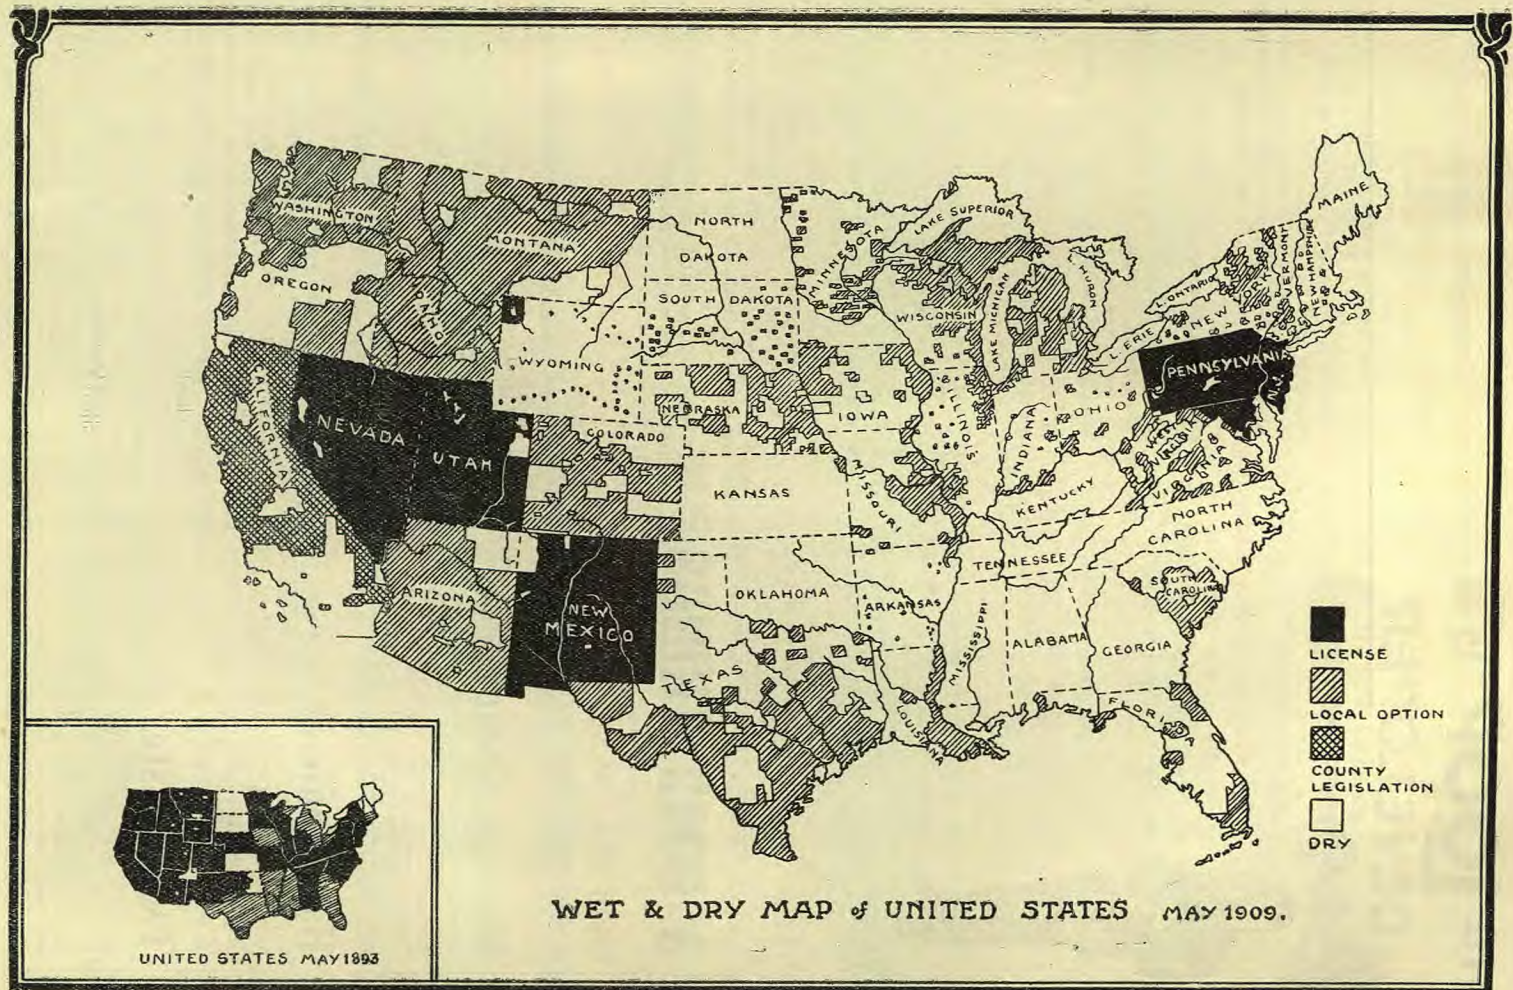 WASHINGTON
MONTANA
NORTH
DAKOTA
MINNESOTA
LAKE SUPERIOR
MAINE
OREGON
IDAHO
SOUTH DAKOTA
WISCONSIN
LAKE MICHIGAN
L. HURON
L. ONTARIO
NEW YORK
VERMONT
NEW HAMPSHIRE
L. ERIE
WYOMING
PENNSYLVANIA
CALIFORNIA
NEVADA
UTAH
COLORADO
NEBRASKA
IOWA
ILLINOIS
INDIANA
OHIO
WEST
VIRGINIA
VIRGINIA
KANSAS
MISSOURI
KENTUCKY
NORTH
CAROLINA
TENNESSEE
SOUTH
CAROLINA
ARIZONA
NEW
MEXICO
OKLAHOMA
ARKANSAS
MISSISSIPPI
ALABAMA
GEORGIA
TEXAS
LOUISIANA
FLORIDA
LICENSE
LOCAL OPTION
COUNTY
LEGISLATION
DRY
WET & DRY MAP of UNITED STATES MAY 1909.
UNITED STATES MAY 1893